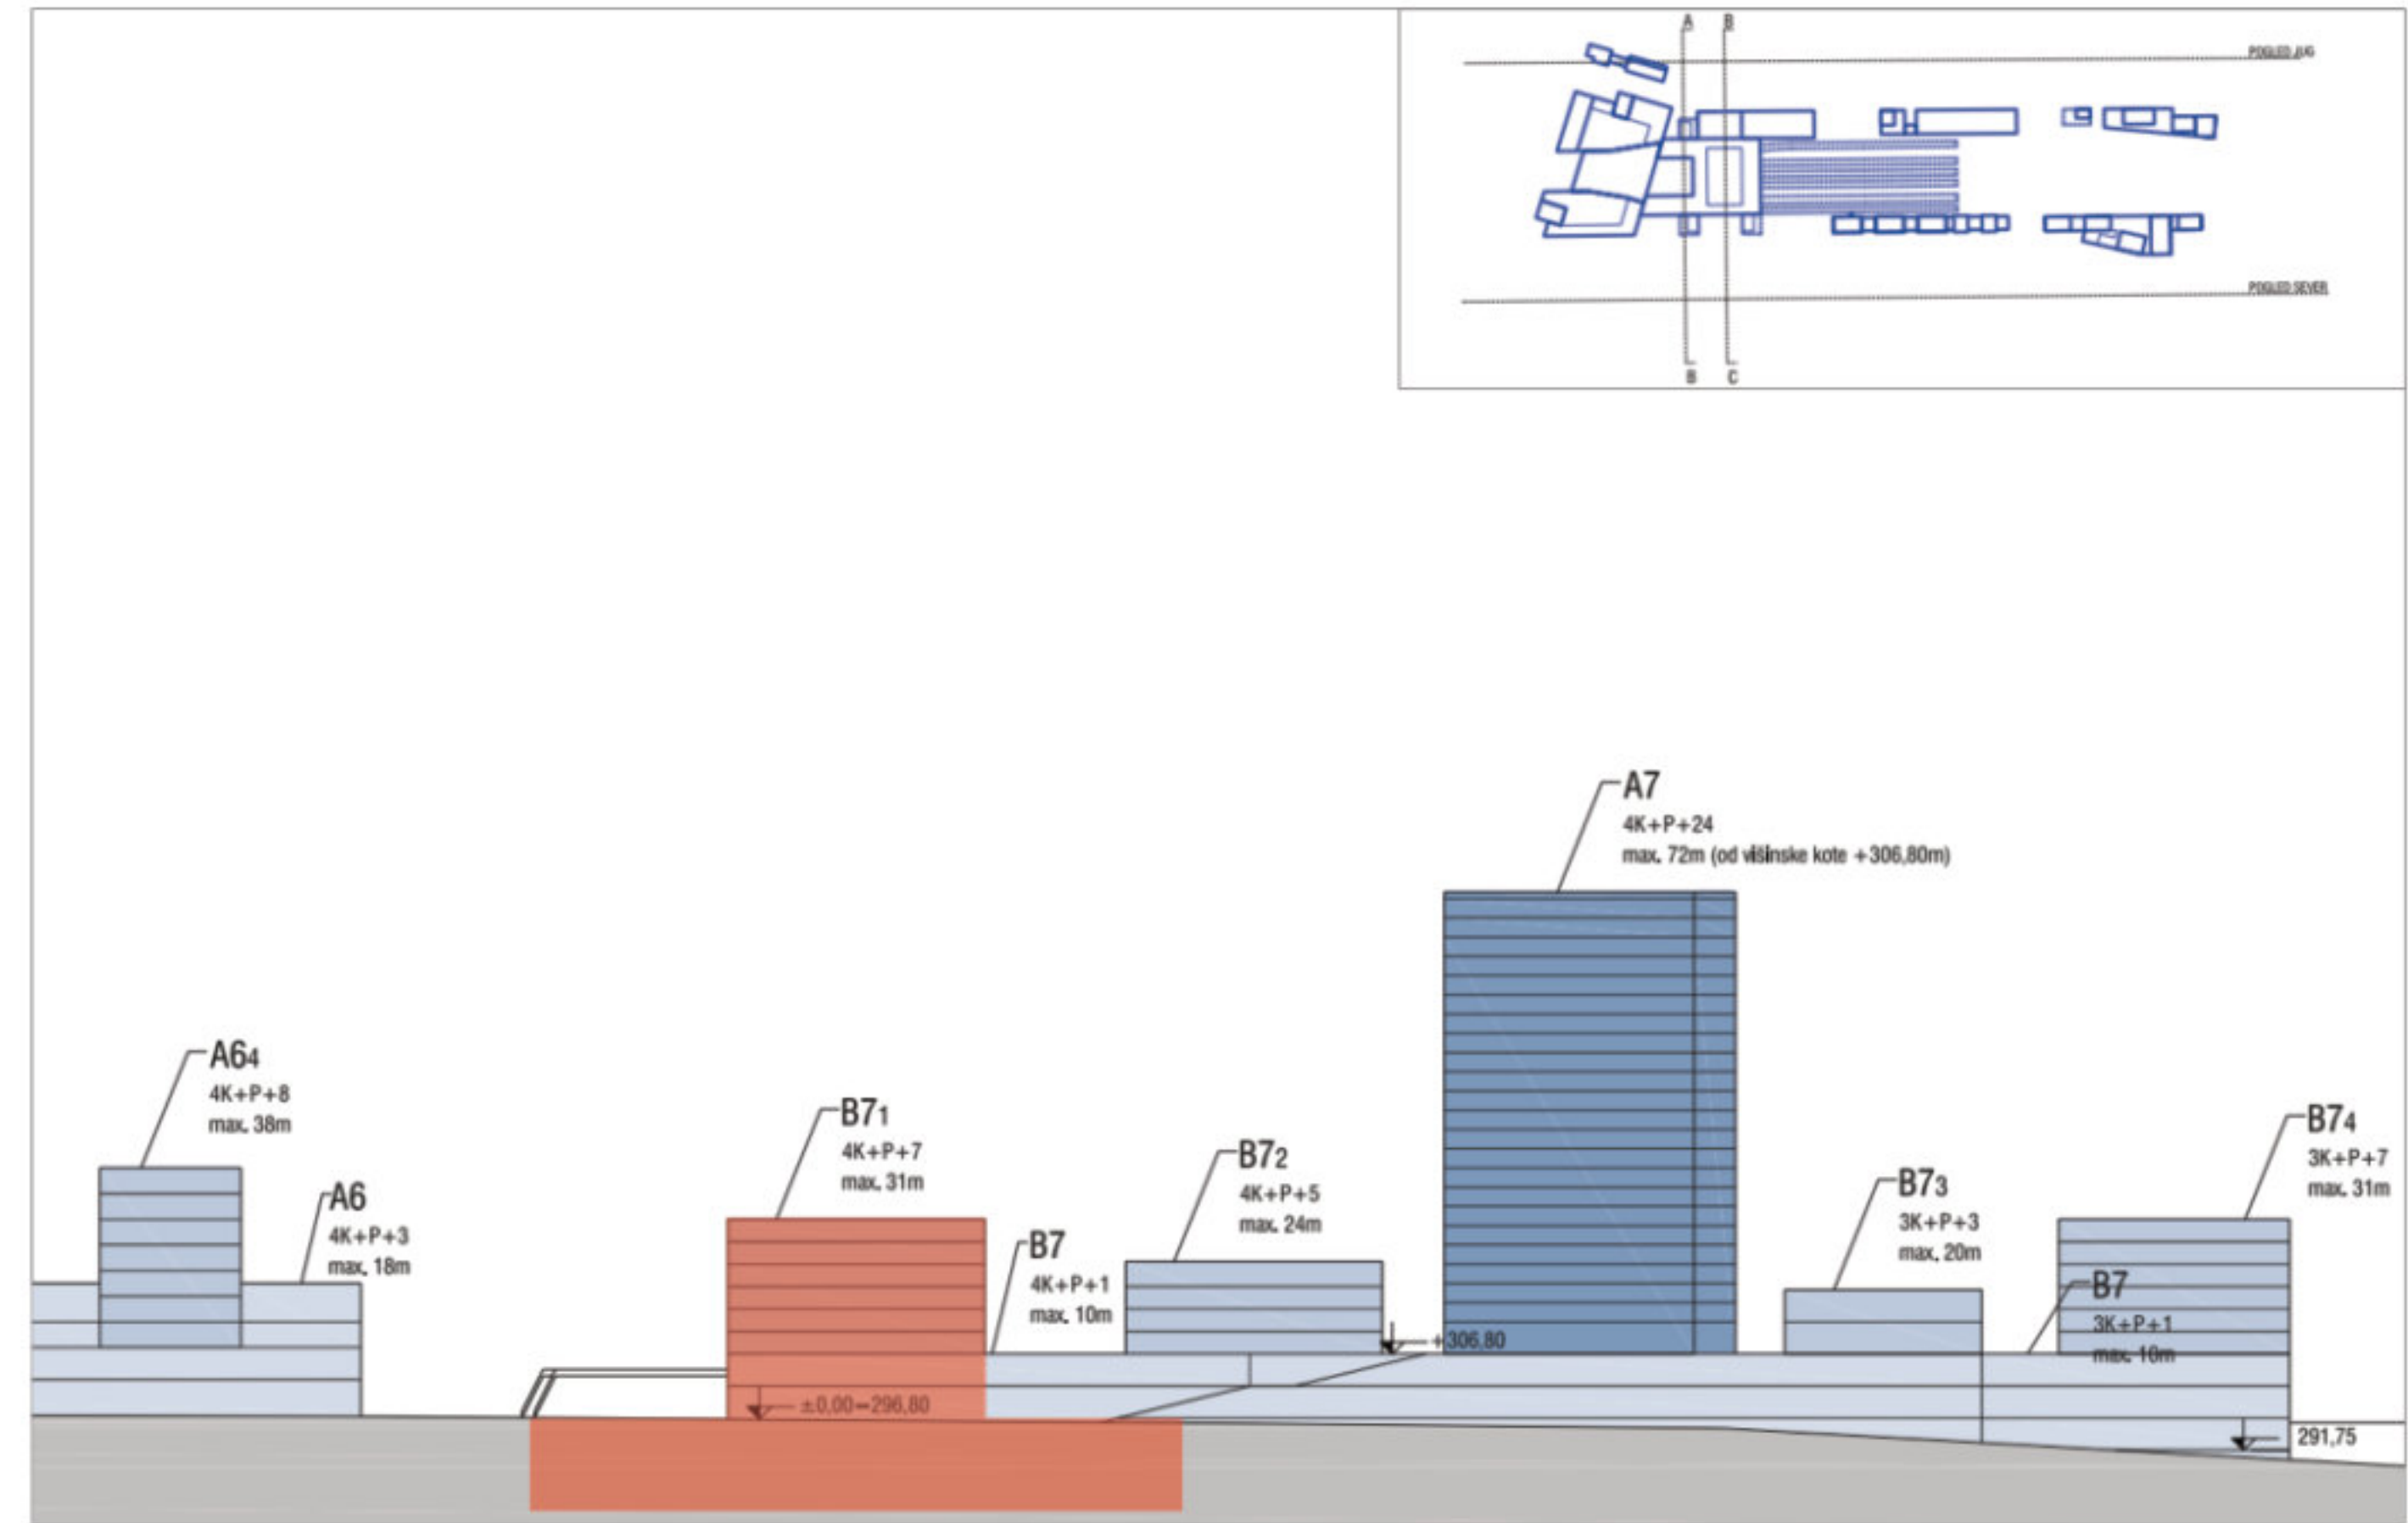 A B
POGLED JUG
POGLED SEVER
B C
A7
4K+P+24
max. 72m (od višinske kote +306,80m)
A64
4K+P+8
max. 38m
B71
4K+P+7
max. 31m
B74
3K+P+7
max. 31m
B72
4K+P+5
max. 24m
B73
3K+P+3
max. 20m
A6
4K+P+3
max. 18m
B7
4K+P+1
max. 10m
B7
3K+P+1
max. 10m
+306,80
±0,00=296,80
291,75